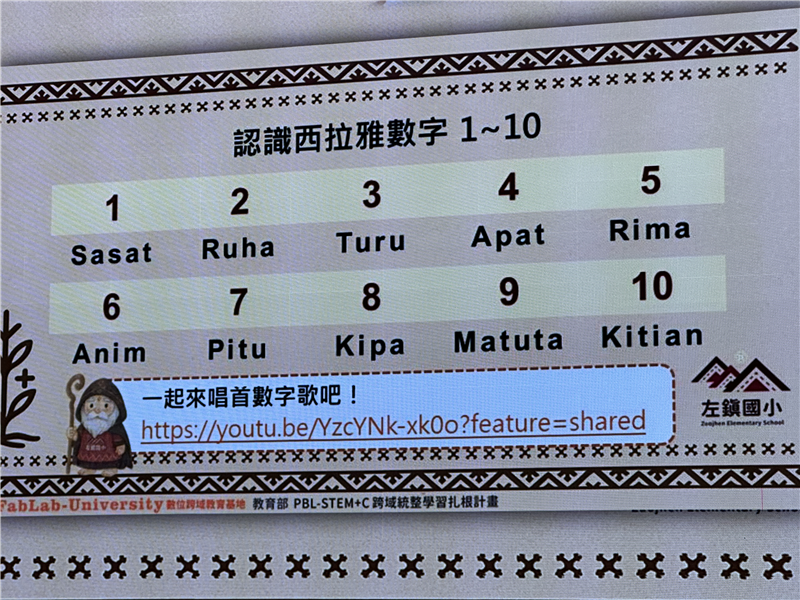 認識西拉雅數字 1~10
1 2 3 4 5
Sasat Ruha Turu Apat Rima
6 7 8 9 10
Anim Pitu Kipa Matuta Kitian
一起來唱首數字歌吧！
https://youtu.be/YzcYNk-xk0o?feature=shared
左鎮國小
Zuojhen Elementary School
FabLab-University 數位跨域教育基地 教育部 PBL-STEM+C 跨域統整學習扎根計畫